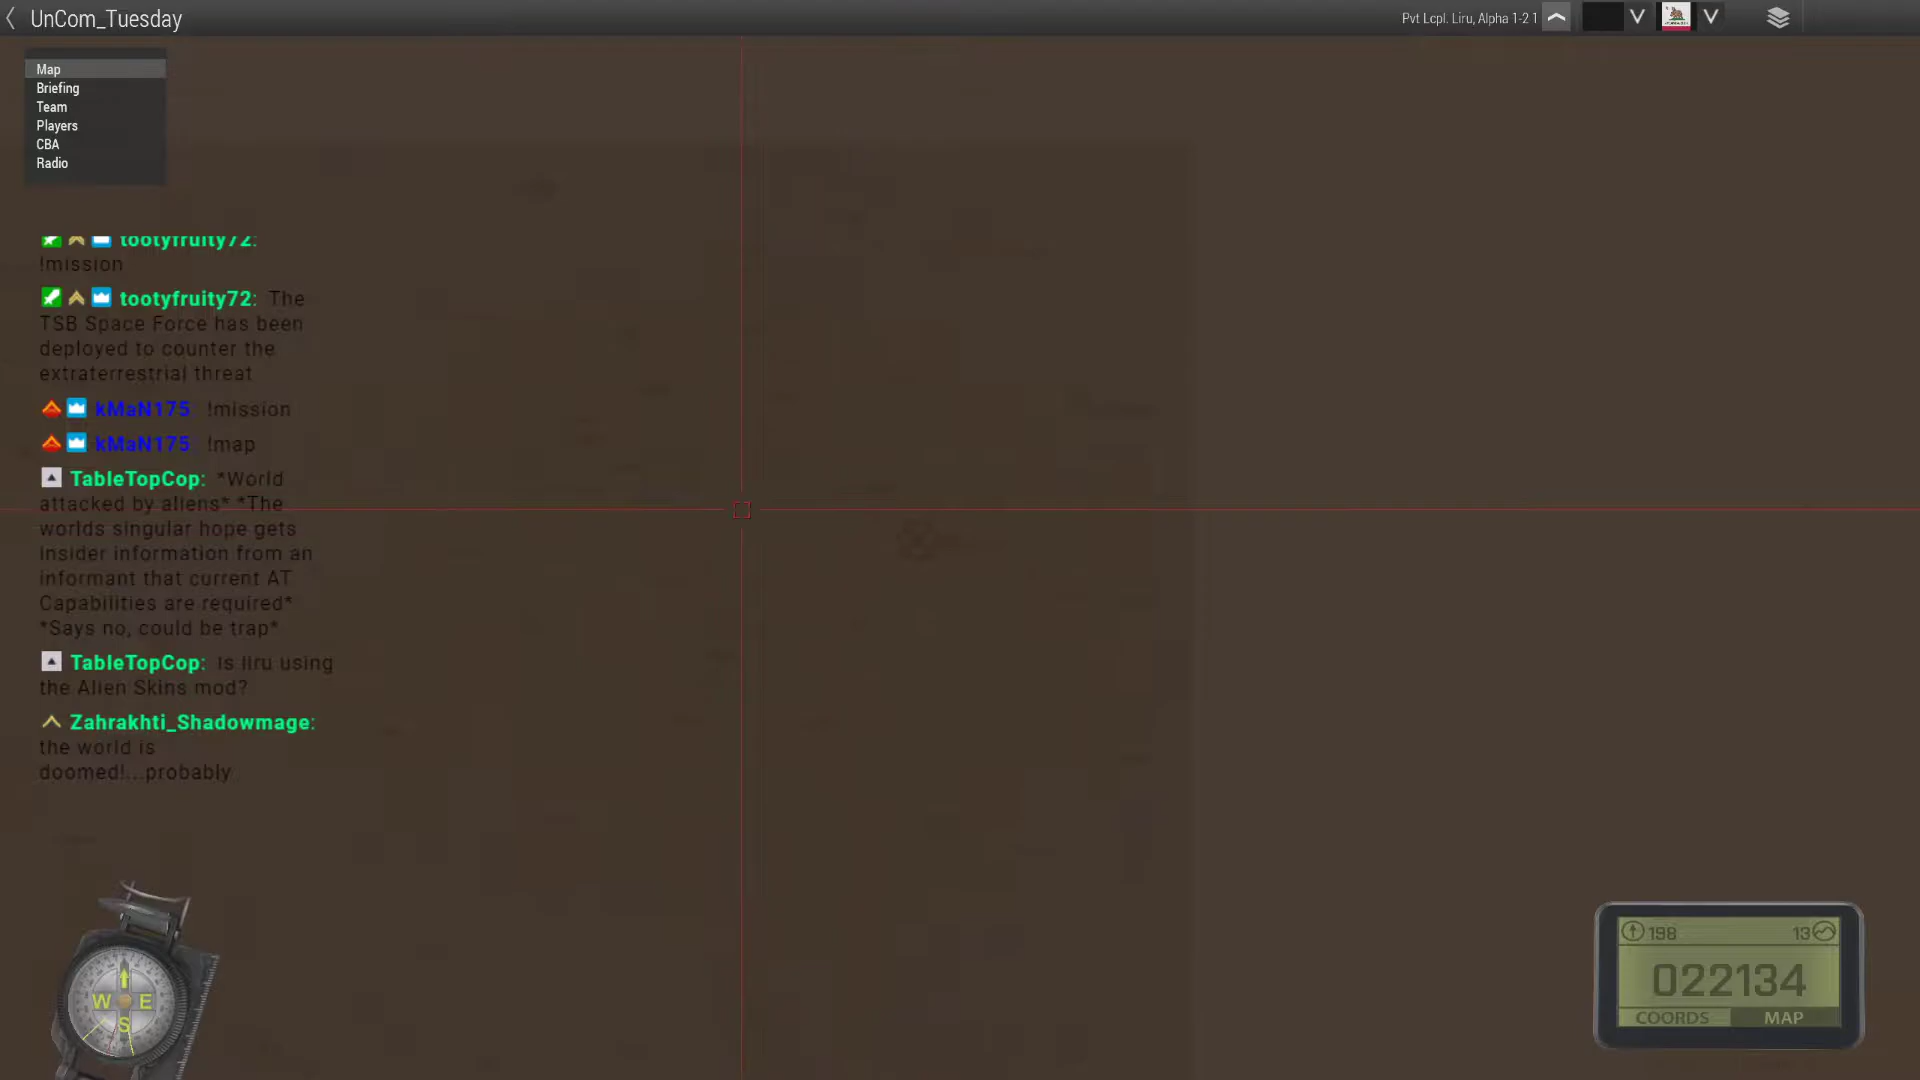 UnCom_Tuesday
Pvt Lcpl. Liru, Alpha 1-2 1
Map
Briefing
Team
Players
CBA
Radio
tootyfruity72:
!mission
tootyfruity72: The
TSB Space Force has been
deployed to counter the
extraterrestrial threat
kMaN175 !mission
kMaN175 !map
TableTopCop: *World
attacked by aliens* *The
worlds singular hope gets
insider information from an
informant that current AT
Capabilities are required*
*Says no, could be trap*
TableTopCop: Is liru using
the Alien Skins mod?
Zahrakhti_Shadowmage:
the world is
doomed!...probably
W E
S
198 13
022134
COORDS MAP